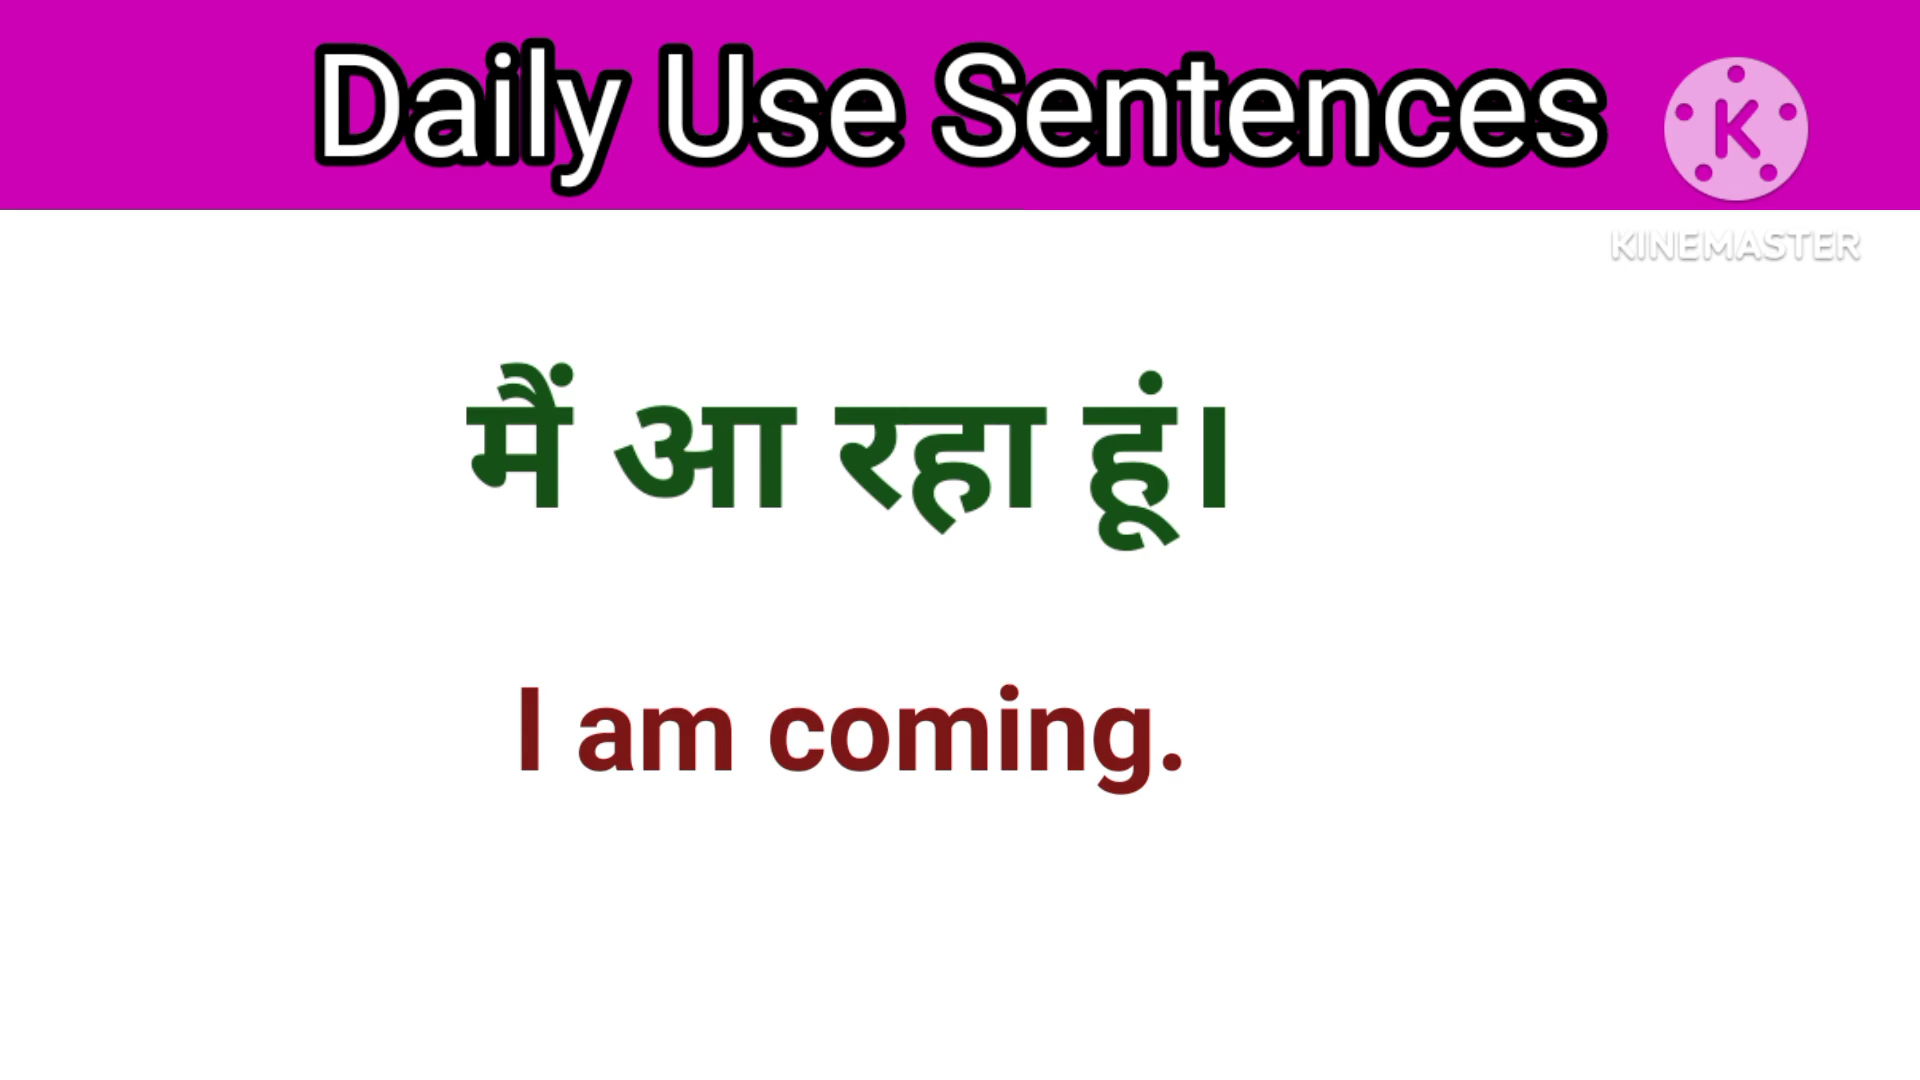 Daily Use Sentences
K
KINEMASTER
मैं आ रहा हूं।
I am coming.